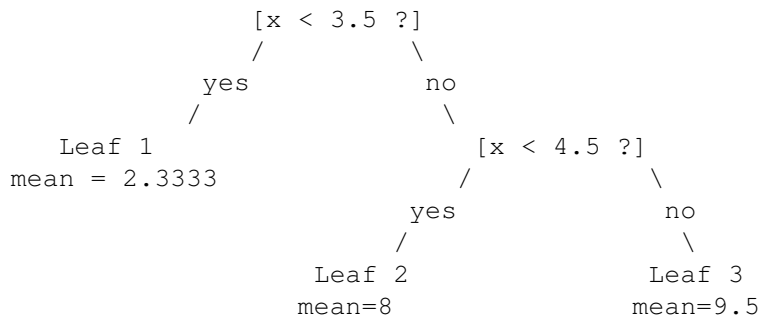 [x < 3.5 ?]
/ \
yes no
/ \
Leaf 1 [x < 4.5 ?]
mean = 2.3333 / \
yes no
/ \
Leaf 2 Leaf 3
mean=8 mean=9.5